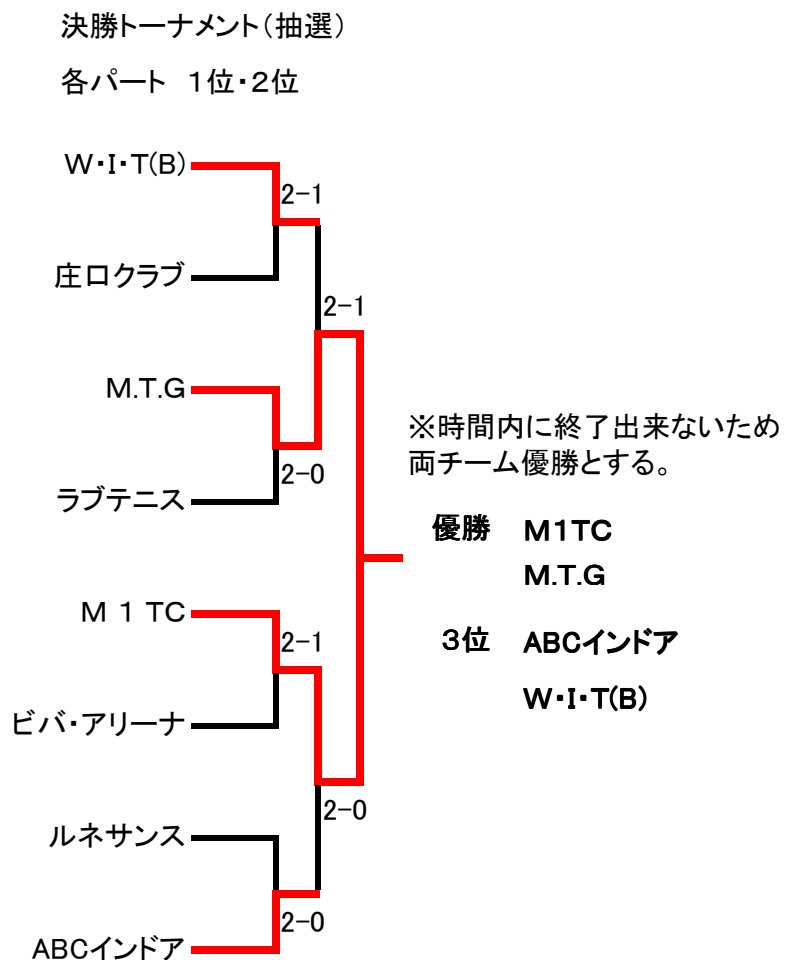 決勝トーナメント(抽選)
各パート 1位・2位
W・I・T(B)
2-1
庄口クラブ
2-1
M.T.G
2-0
ラブテニス
※時間内に終了出来ないため
両チーム優勝とする。
優勝 M1TC
M.T.G
3位 ABCインドア
W・I・T(B)
M 1 TC
2-1
ビバ・アリーナ
2-0
ルネサンス
2-0
ABCインドア